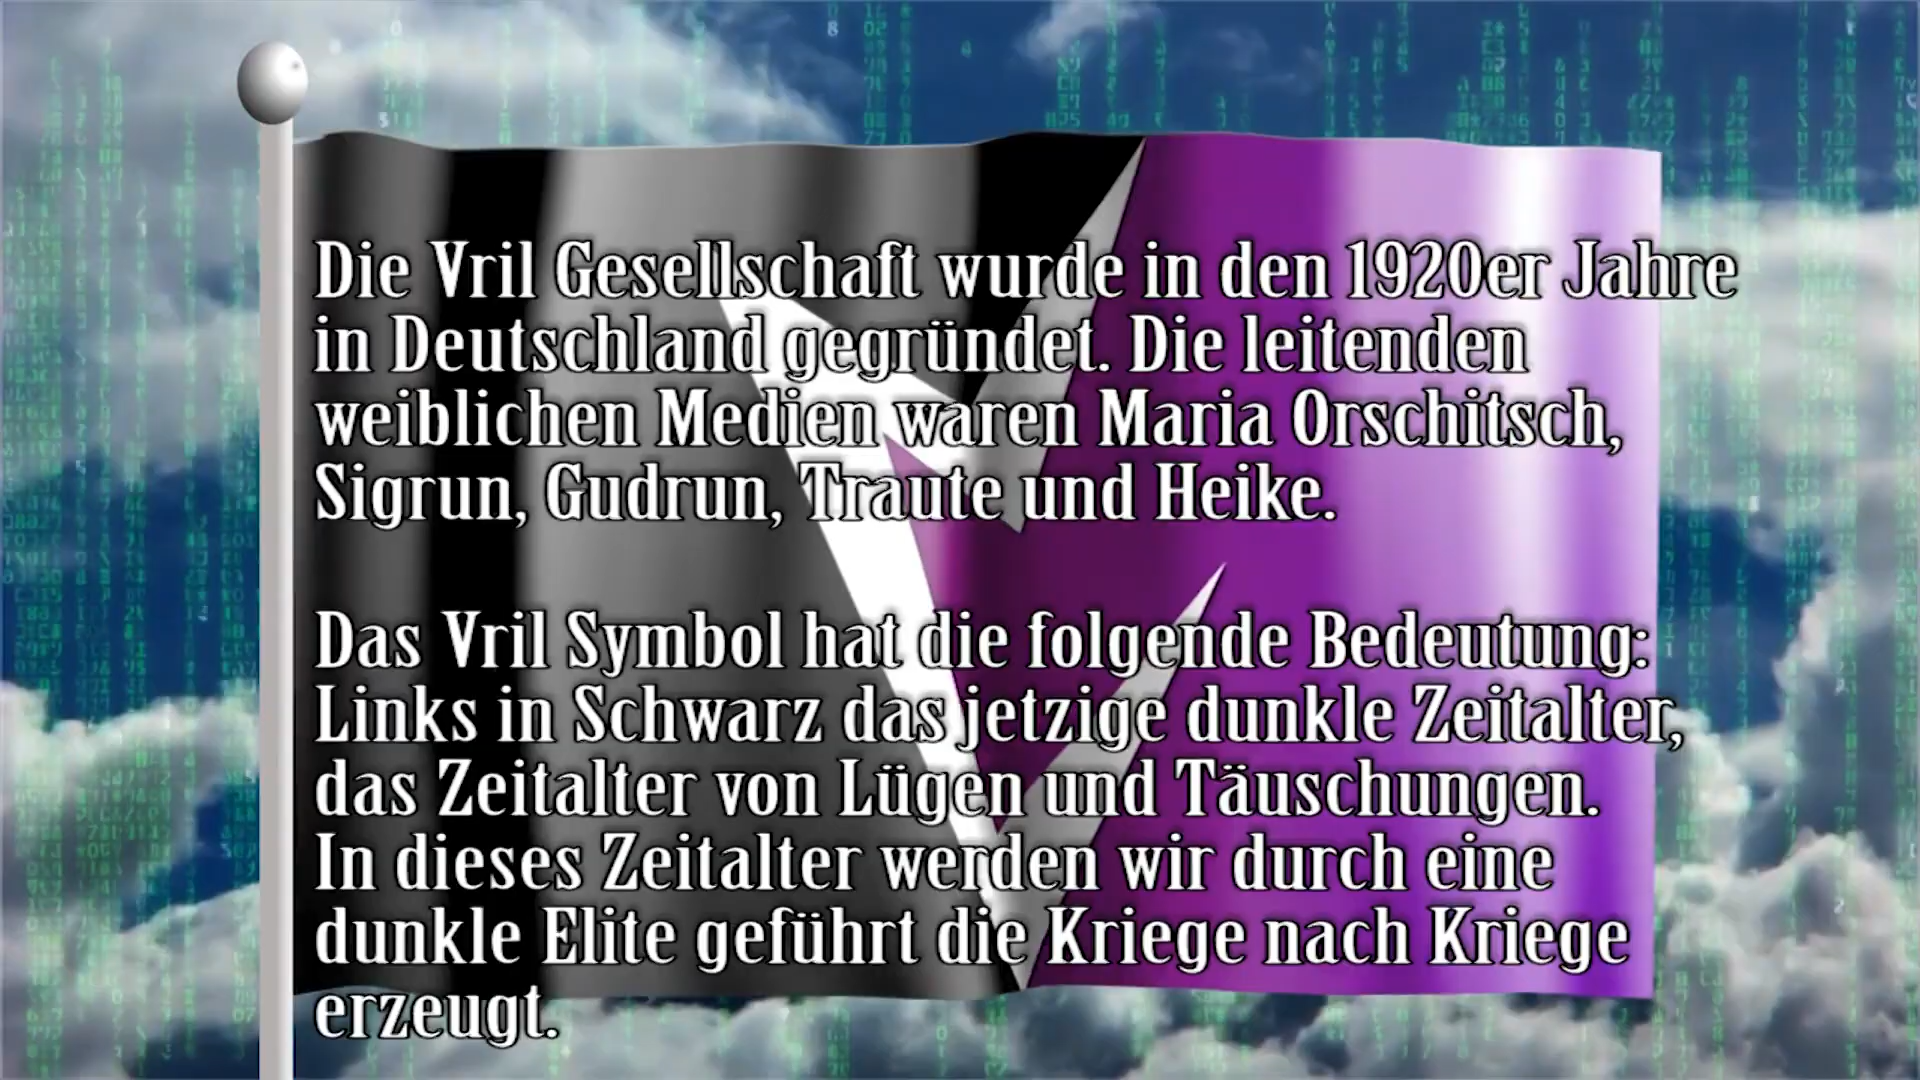 Die Vril Gesellschaft wurde in den 1920er Jahre
in Deutschland gegründet. Die leitenden
weiblichen Medien waren Maria Orschitsch,
Sigrun, Gudrun, Traute und Heike.
Das Vril Symbol hat die folgende Bedeutung:
Links in Schwarz das jetzige dunkle Zeitalter,
das Zeitalter von Lügen und Täuschungen.
In dieses Zeitalter werden wir durch eine
dunkle Elite geführt die Kriege nach Kriege
erzeugt.